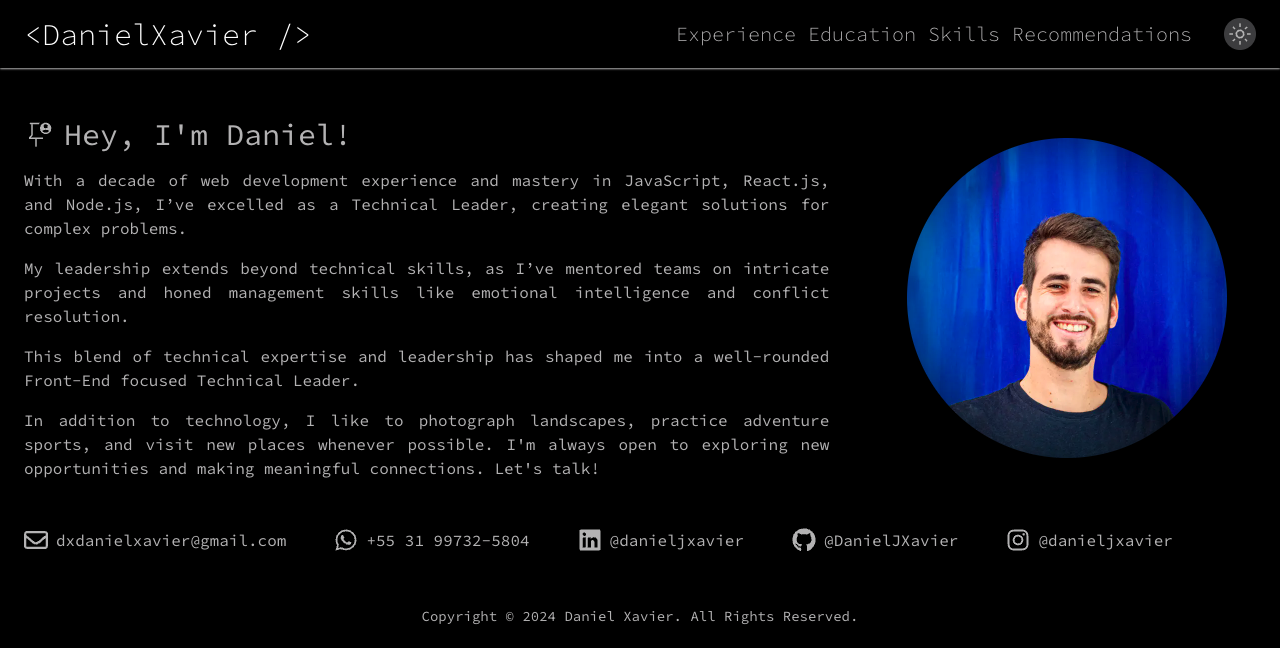 <DanielXavier />
Experience Education Skills Recommendations
Hey, I'm Daniel!
With a decade of web development experience and mastery in JavaScript, React.js,
and Node.js, I’ve excelled as a Technical Leader, creating elegant solutions for
complex problems.
My leadership extends beyond technical skills, as I’ve mentored teams on intricate
projects and honed management skills like emotional intelligence and conflict
resolution.
This blend of technical expertise and leadership has shaped me into a well-rounded
Front-End focused Technical Leader.
In addition to technology, I like to photograph landscapes, practice adventure
sports, and visit new places whenever possible. I'm always open to exploring new
opportunities and making meaningful connections. Let's talk!
dxdanielxavier@gmail.com +55 31 99732-5804 @danieljxavier @DanielJXavier @danieljxavier
Copyright © 2024 Daniel Xavier. All Rights Reserved.